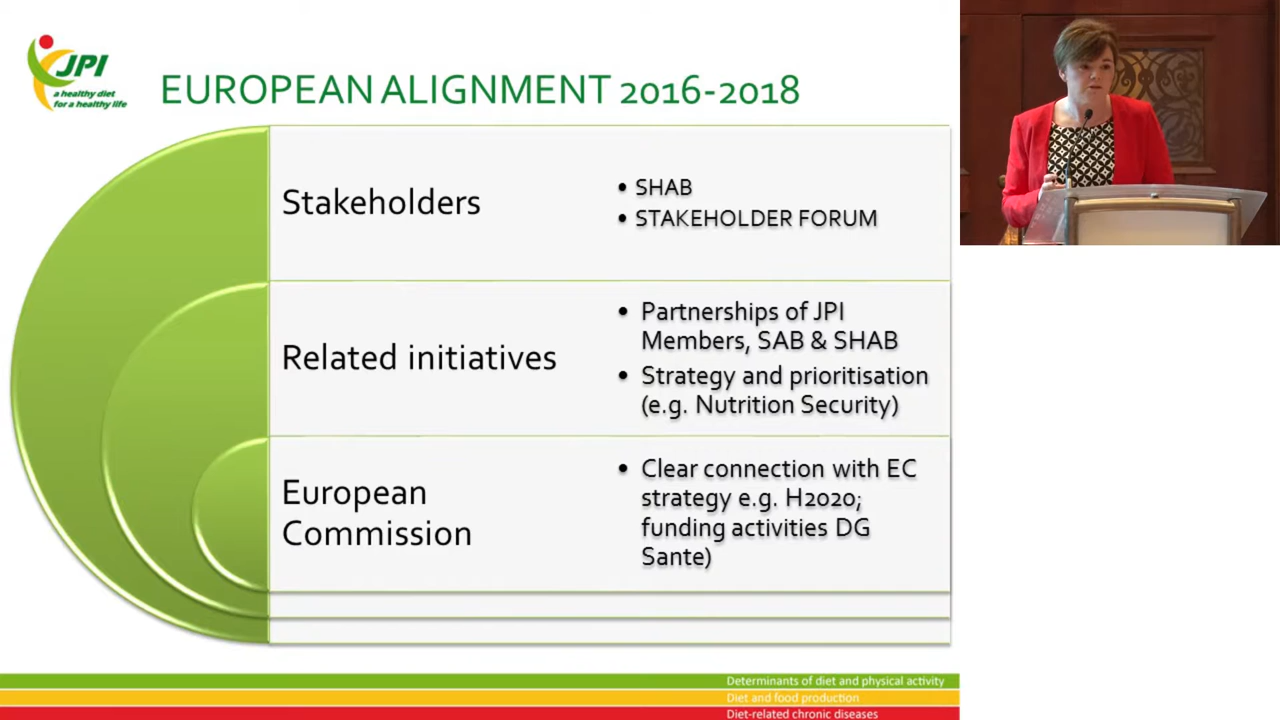 JPI
a healthy diet
for a healthy life
EUROPEAN ALIGNMENT 2016-2018
Stakeholders
• SHAB
• STAKEHOLDER FORUM
Related initiatives
• Partnerships of JPI
Members, SAB & SHAB
• Strategy and prioritisation
(e.g. Nutrition Security)
European
Commission
• Clear connection with EC
strategy e.g. H2020;
funding activities DG
Sante)
Determinants of diet and physical activity
Diet and food production
Diet-related chronic diseases